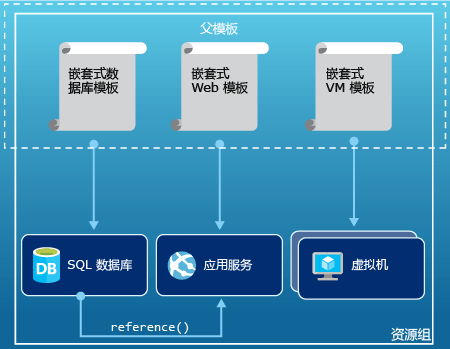 父模板
嵌套式数
据库模板
嵌套式
Web 模板
嵌套式
VM 模板
DB
SQL 数据库
应用服务
虚拟机
reference()
资源组